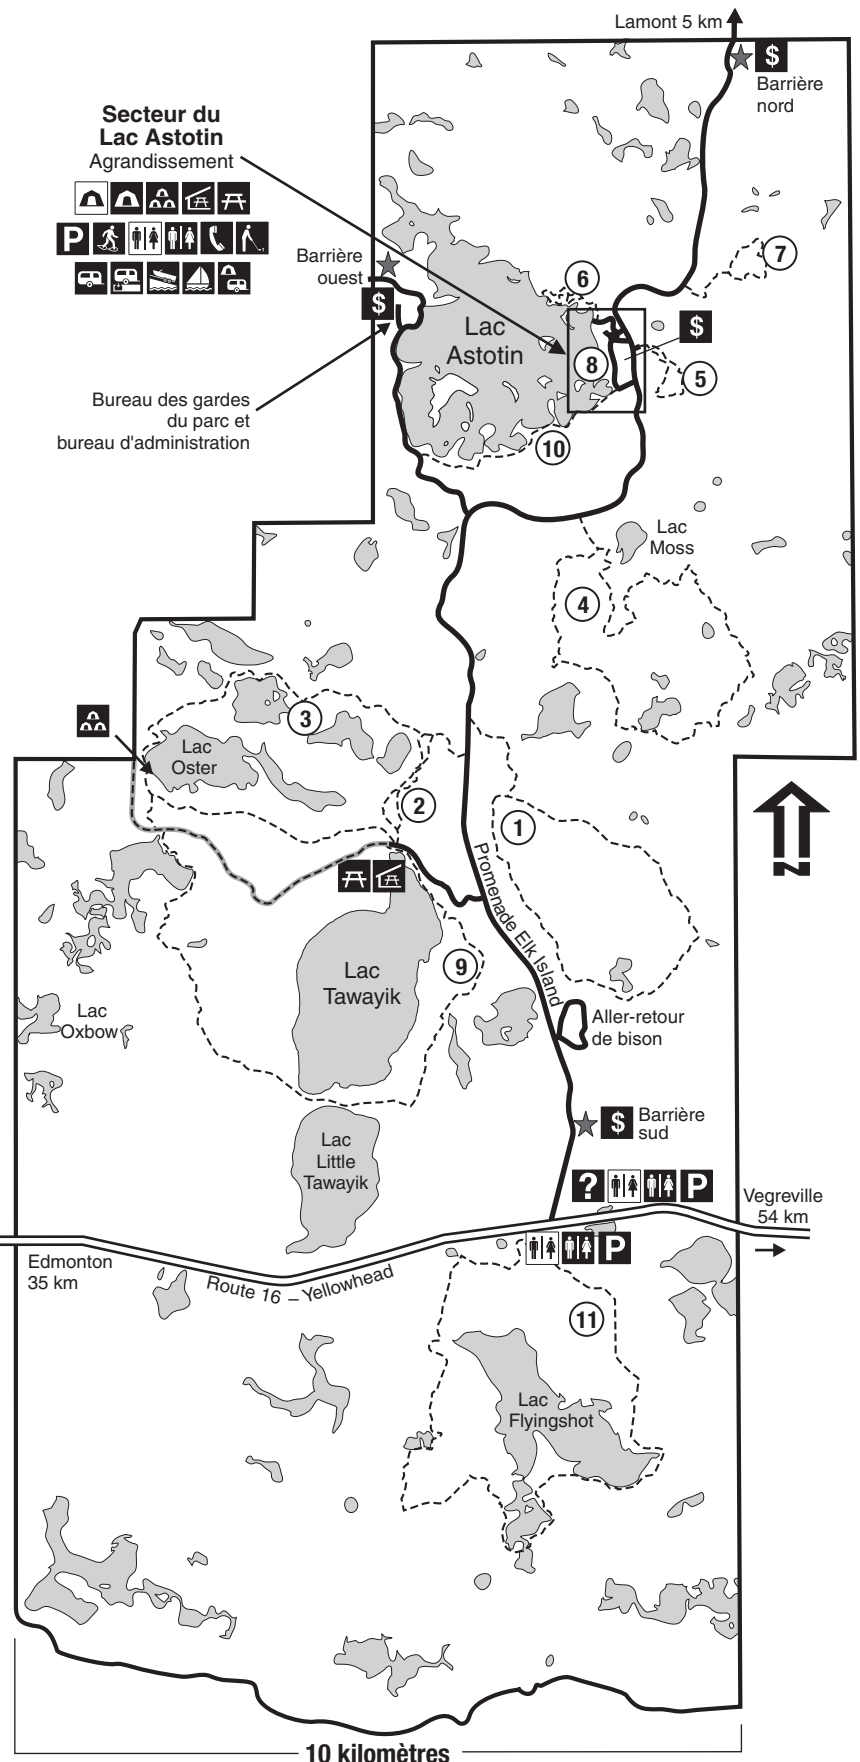 Lamont 5 km
$
Barrière
nord
Secteur du
Lac Astotin
Agrandissement
P
Barrière
ouest
$
7
6
Lac
Astotin
8
$
5
Bureau des gardes
du parc et
bureau d'administration
10
Lac
Moss
4
3
Lac
Oster
2
1
Promenade Elk Island
N
9
Lac
Tawayik
Lac
Oxbow
Aller-retour
de bison
$
Barrière
sud
Lac
Little
Tawayik
? P
Vegreville
54 km
P
Edmonton
35 km
Route 16 – Yellowhead
11
Lac
Flyingshot
10 kilomètres